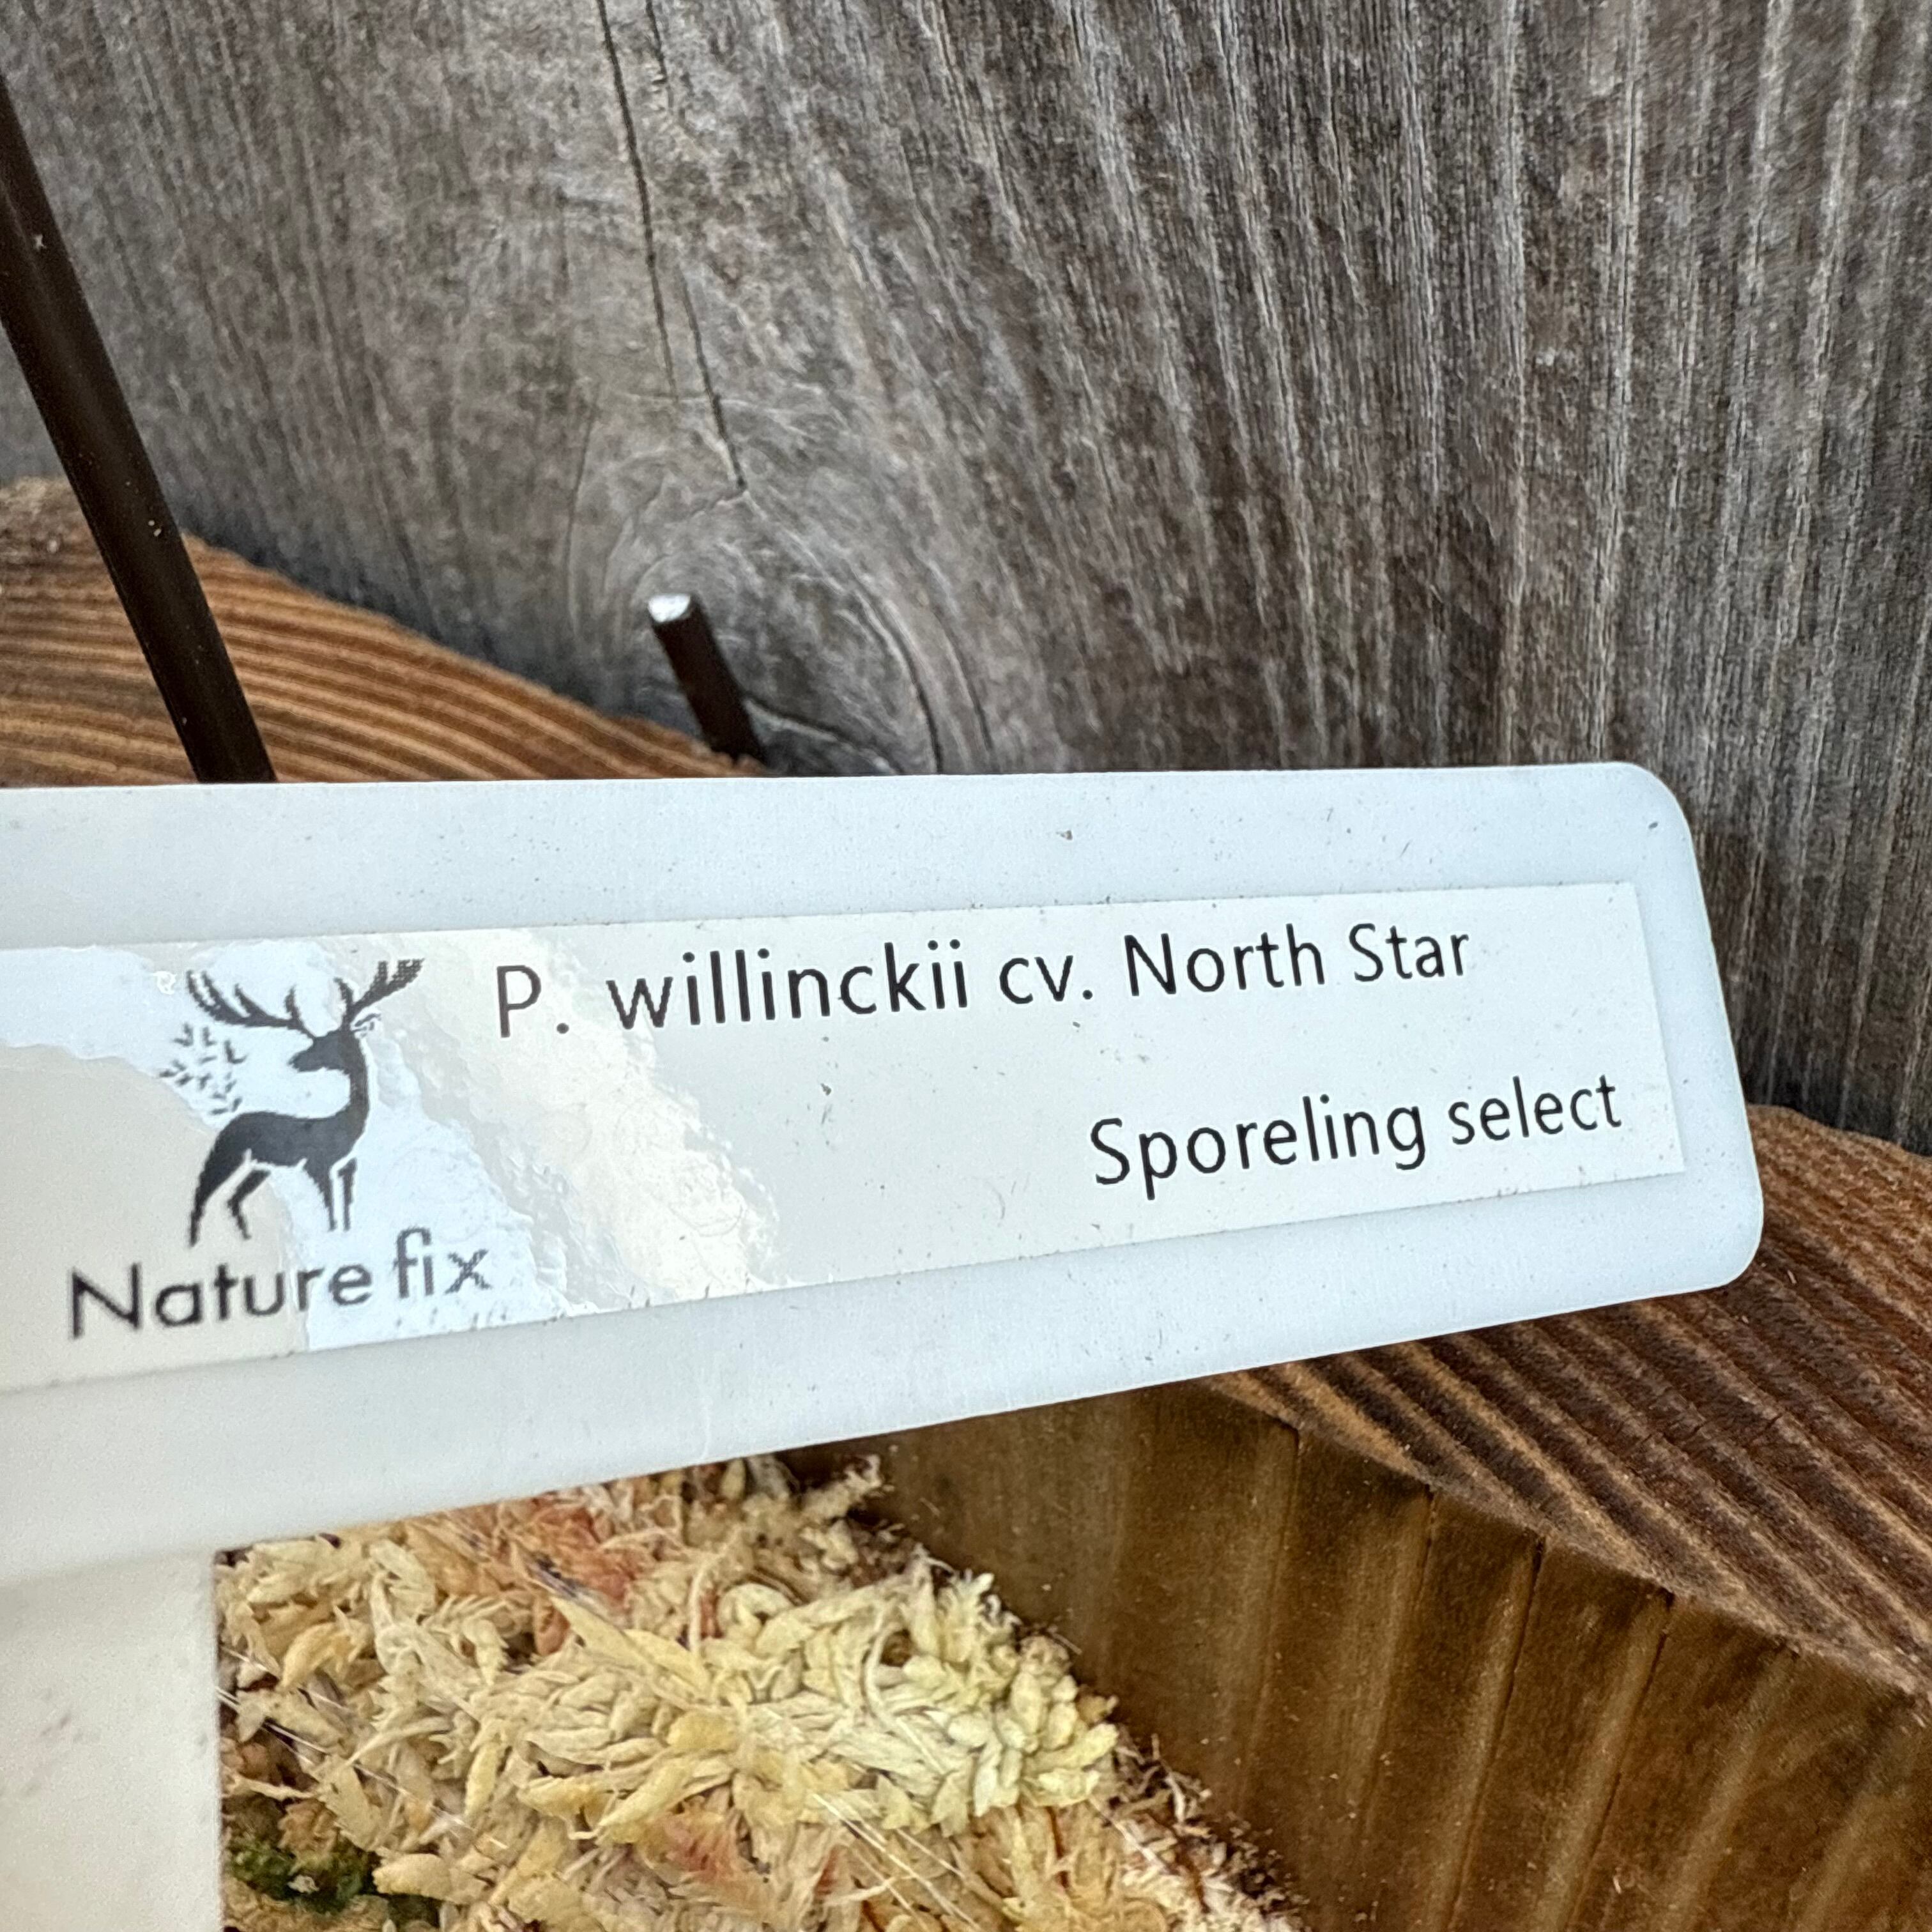 P. willinckii cv. North Star
Sporeling select
Nature fix